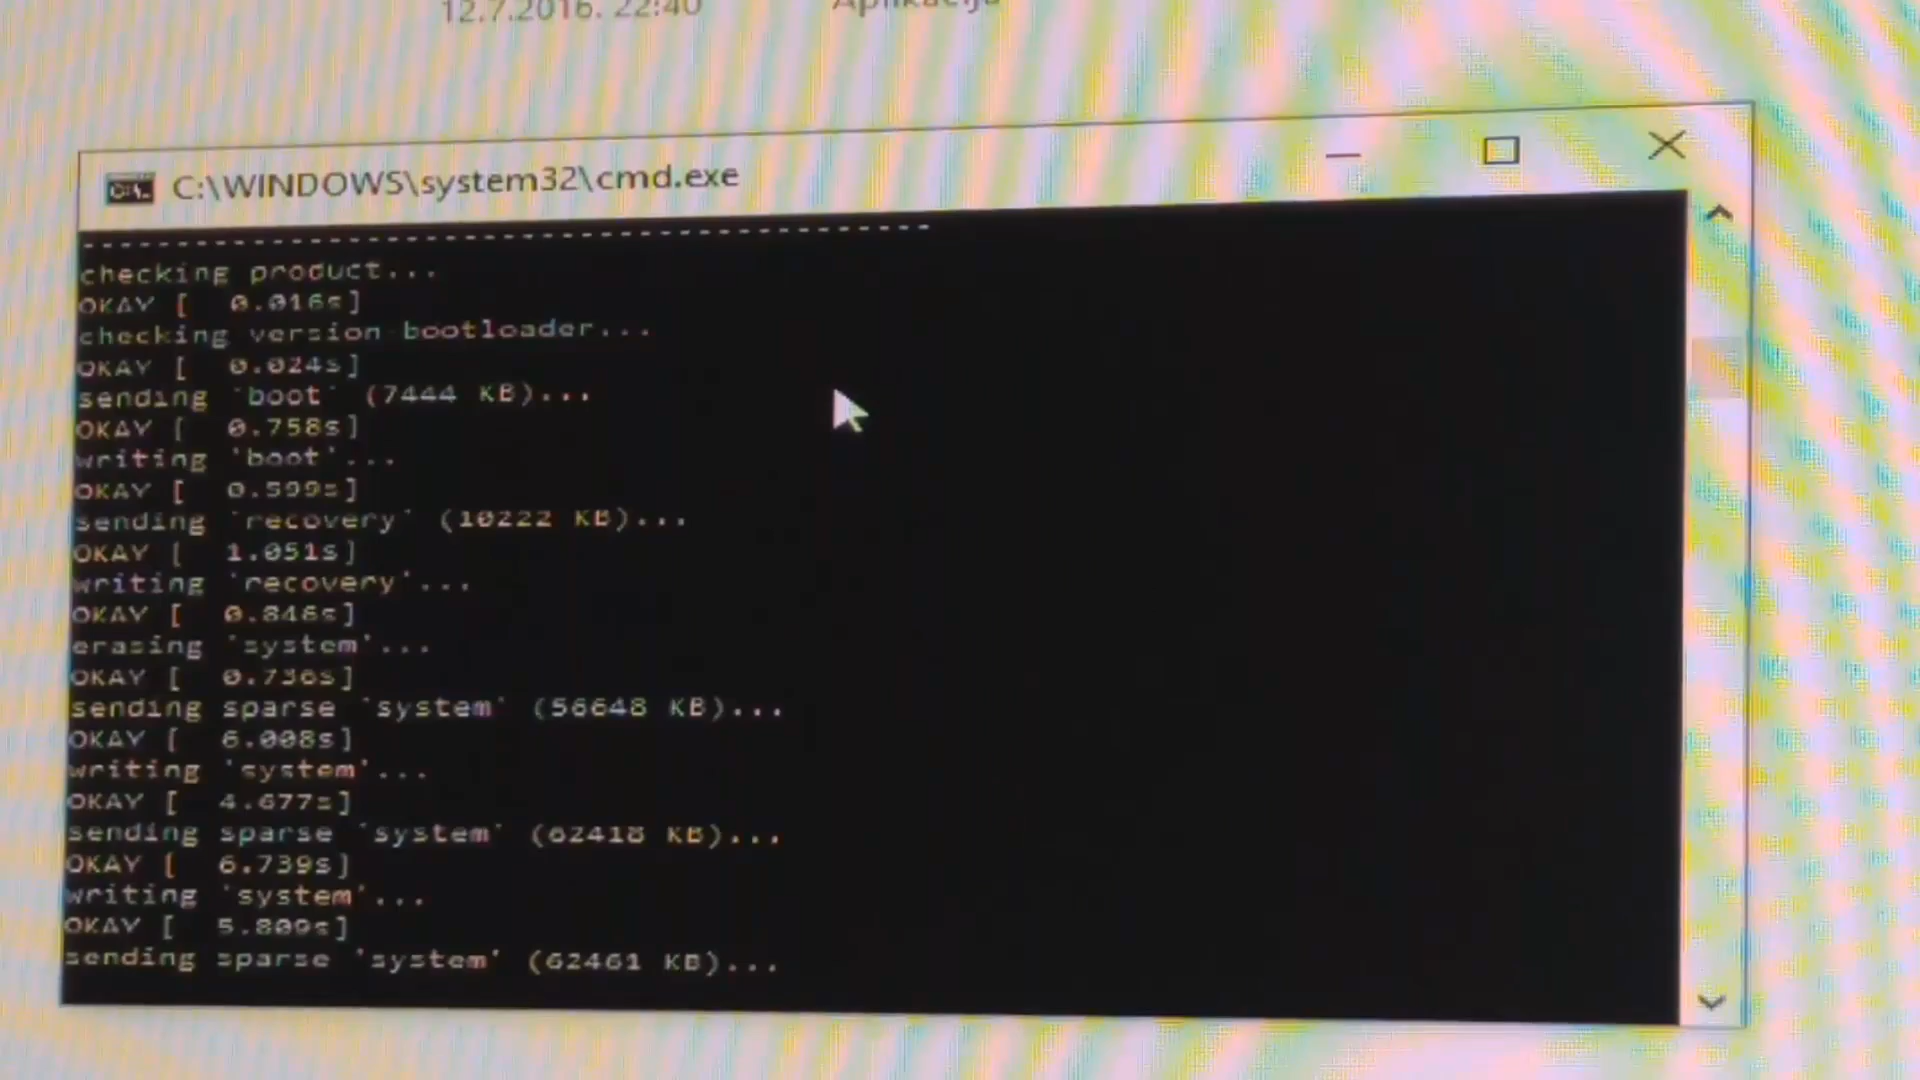 12.7.2016. 22:40 Aplikacija
C:\WINDOWS\system32\cmd.exe
---------------------------------------------
checking product...
OKAY [  0.016s]
checking version-bootloader...
OKAY [  0.024s]
sending 'boot' (7444 KB)...
OKAY [  0.758s]
writing 'boot'...
OKAY [  0.599s]
sending 'recovery' (10222 KB)...
OKAY [  1.051s]
writing 'recovery'...
OKAY [  0.846s]
erasing 'system'...
OKAY [  0.736s]
sending sparse 'system' (56648 KB)...
OKAY [  6.008s]
writing 'system'...
OKAY [  4.677s]
sending sparse 'system' (62418 KB)...
OKAY [  6.739s]
writing 'system'...
OKAY [  5.809s]
sending sparse 'system' (62461 KB)...